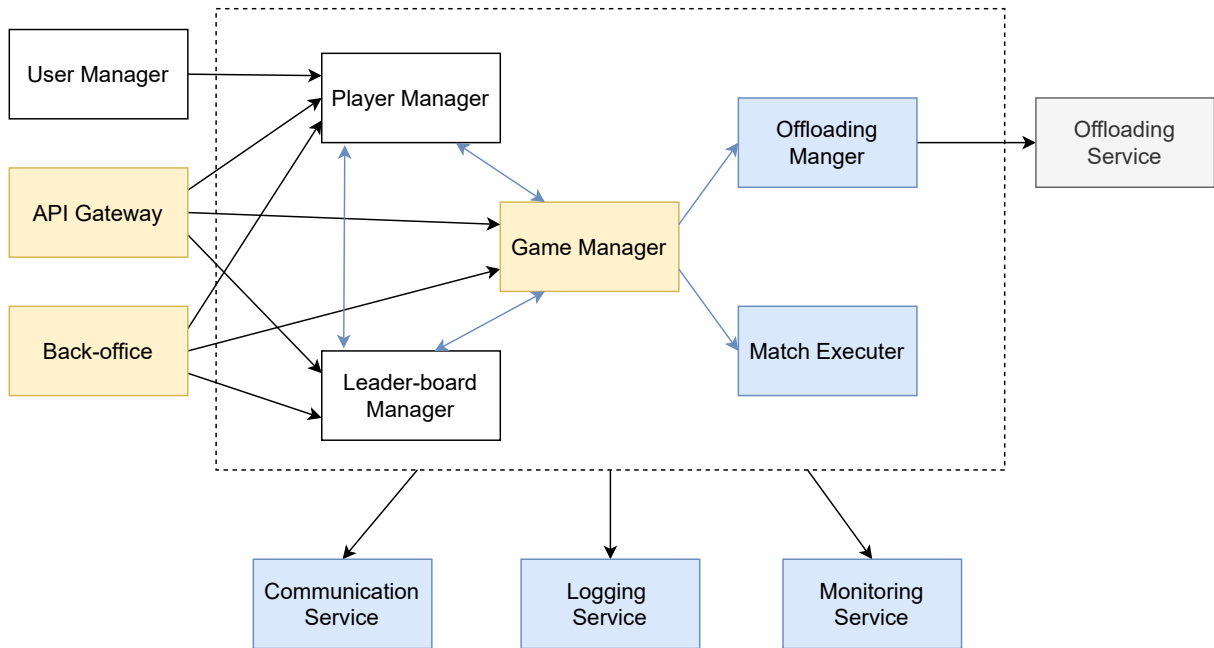 User Manager
Player Manager
API Gateway
Game Manager
Back-office
Leader-board
Manager
Offloading
Manger
Offloading
Service
Match Executer
Communication
Service
Logging
Service
Monitoring
Service